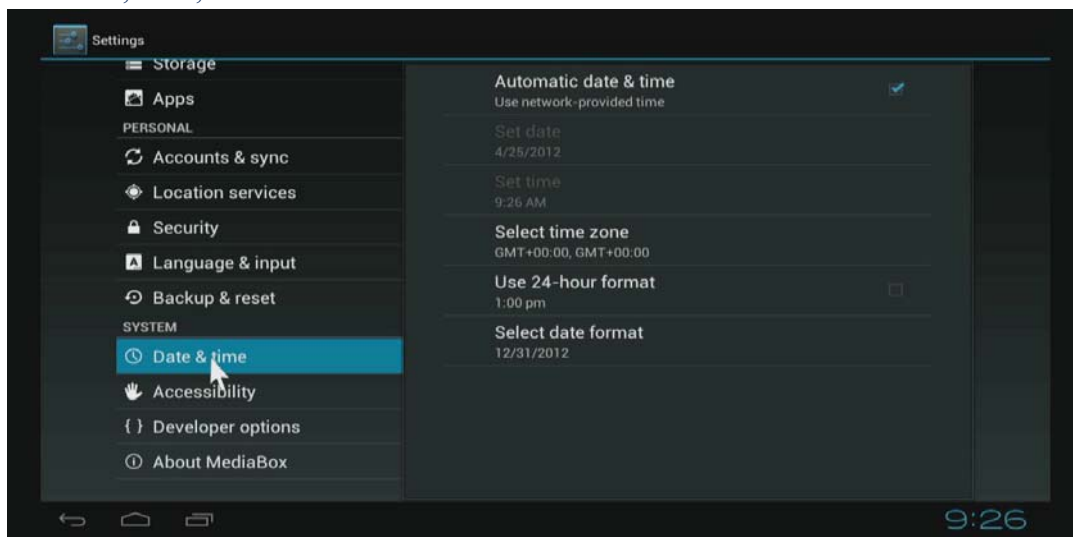 Settings
Storage
Apps
PERSONAL
Accounts & sync
Location services
Security
Language & input
Backup & reset
SYSTEM
Date & time
Accessibility
{ } Developer options
About MediaBox
Automatic date & time
Use network-provided time
Set date
4/25/2012
Set time
9:26 AM
Select time zone
GMT+00:00, GMT+00:00
Use 24-hour format
1:00 pm
Select date format
12/31/2012
9:26